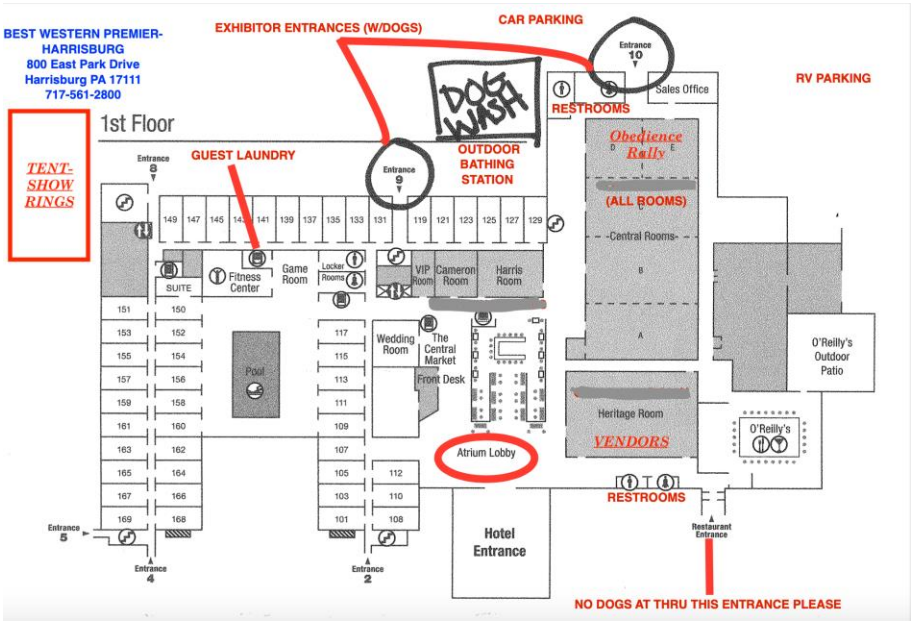 BEST WESTERN PREMIER-
HARRISBURG
800 East Park Drive
Harrisburg PA 17111
717-561-2800
EXHIBITOR ENTRANCES (W/DOGS)
CAR PARKING
Entrance
10
RV PARKING
DOG
WASH
Sales Office
RESTROOMS
1st Floor
TENT-
SHOW
RINGS
Entrance
8
GUEST LAUNDRY
Entrance
9
OUTDOOR
BATHING
STATION
Obedience
Rally
D
E
(ALL ROOMS)
C
Central Rooms
B
A
149
147
145
141
139
137
135
133
131
119
121
123
125
127
129
SUITE
Fitness
Center
Game
Room
Locker
Rooms
VIP
Room
Cameron
Room
Harris
Room
151
153
155
157
159
161
163
165
167
169
150
152
154
156
158
160
162
164
166
168
Pool
117
115
113
111
109
107
105
103
101
112
110
108
Wedding
Room
The
Central
Market
Front Desk
Atrium Lobby
Heritage Room
VENDORS
RESTROOMS
O'Reilly's
Outdoor
Patio
O'Reilly's
Hotel
Entrance
Restaurant
Entrance
Entrance
5
Entrance
4
Entrance
2
NO DOGS AT THRU THIS ENTRANCE PLEASE